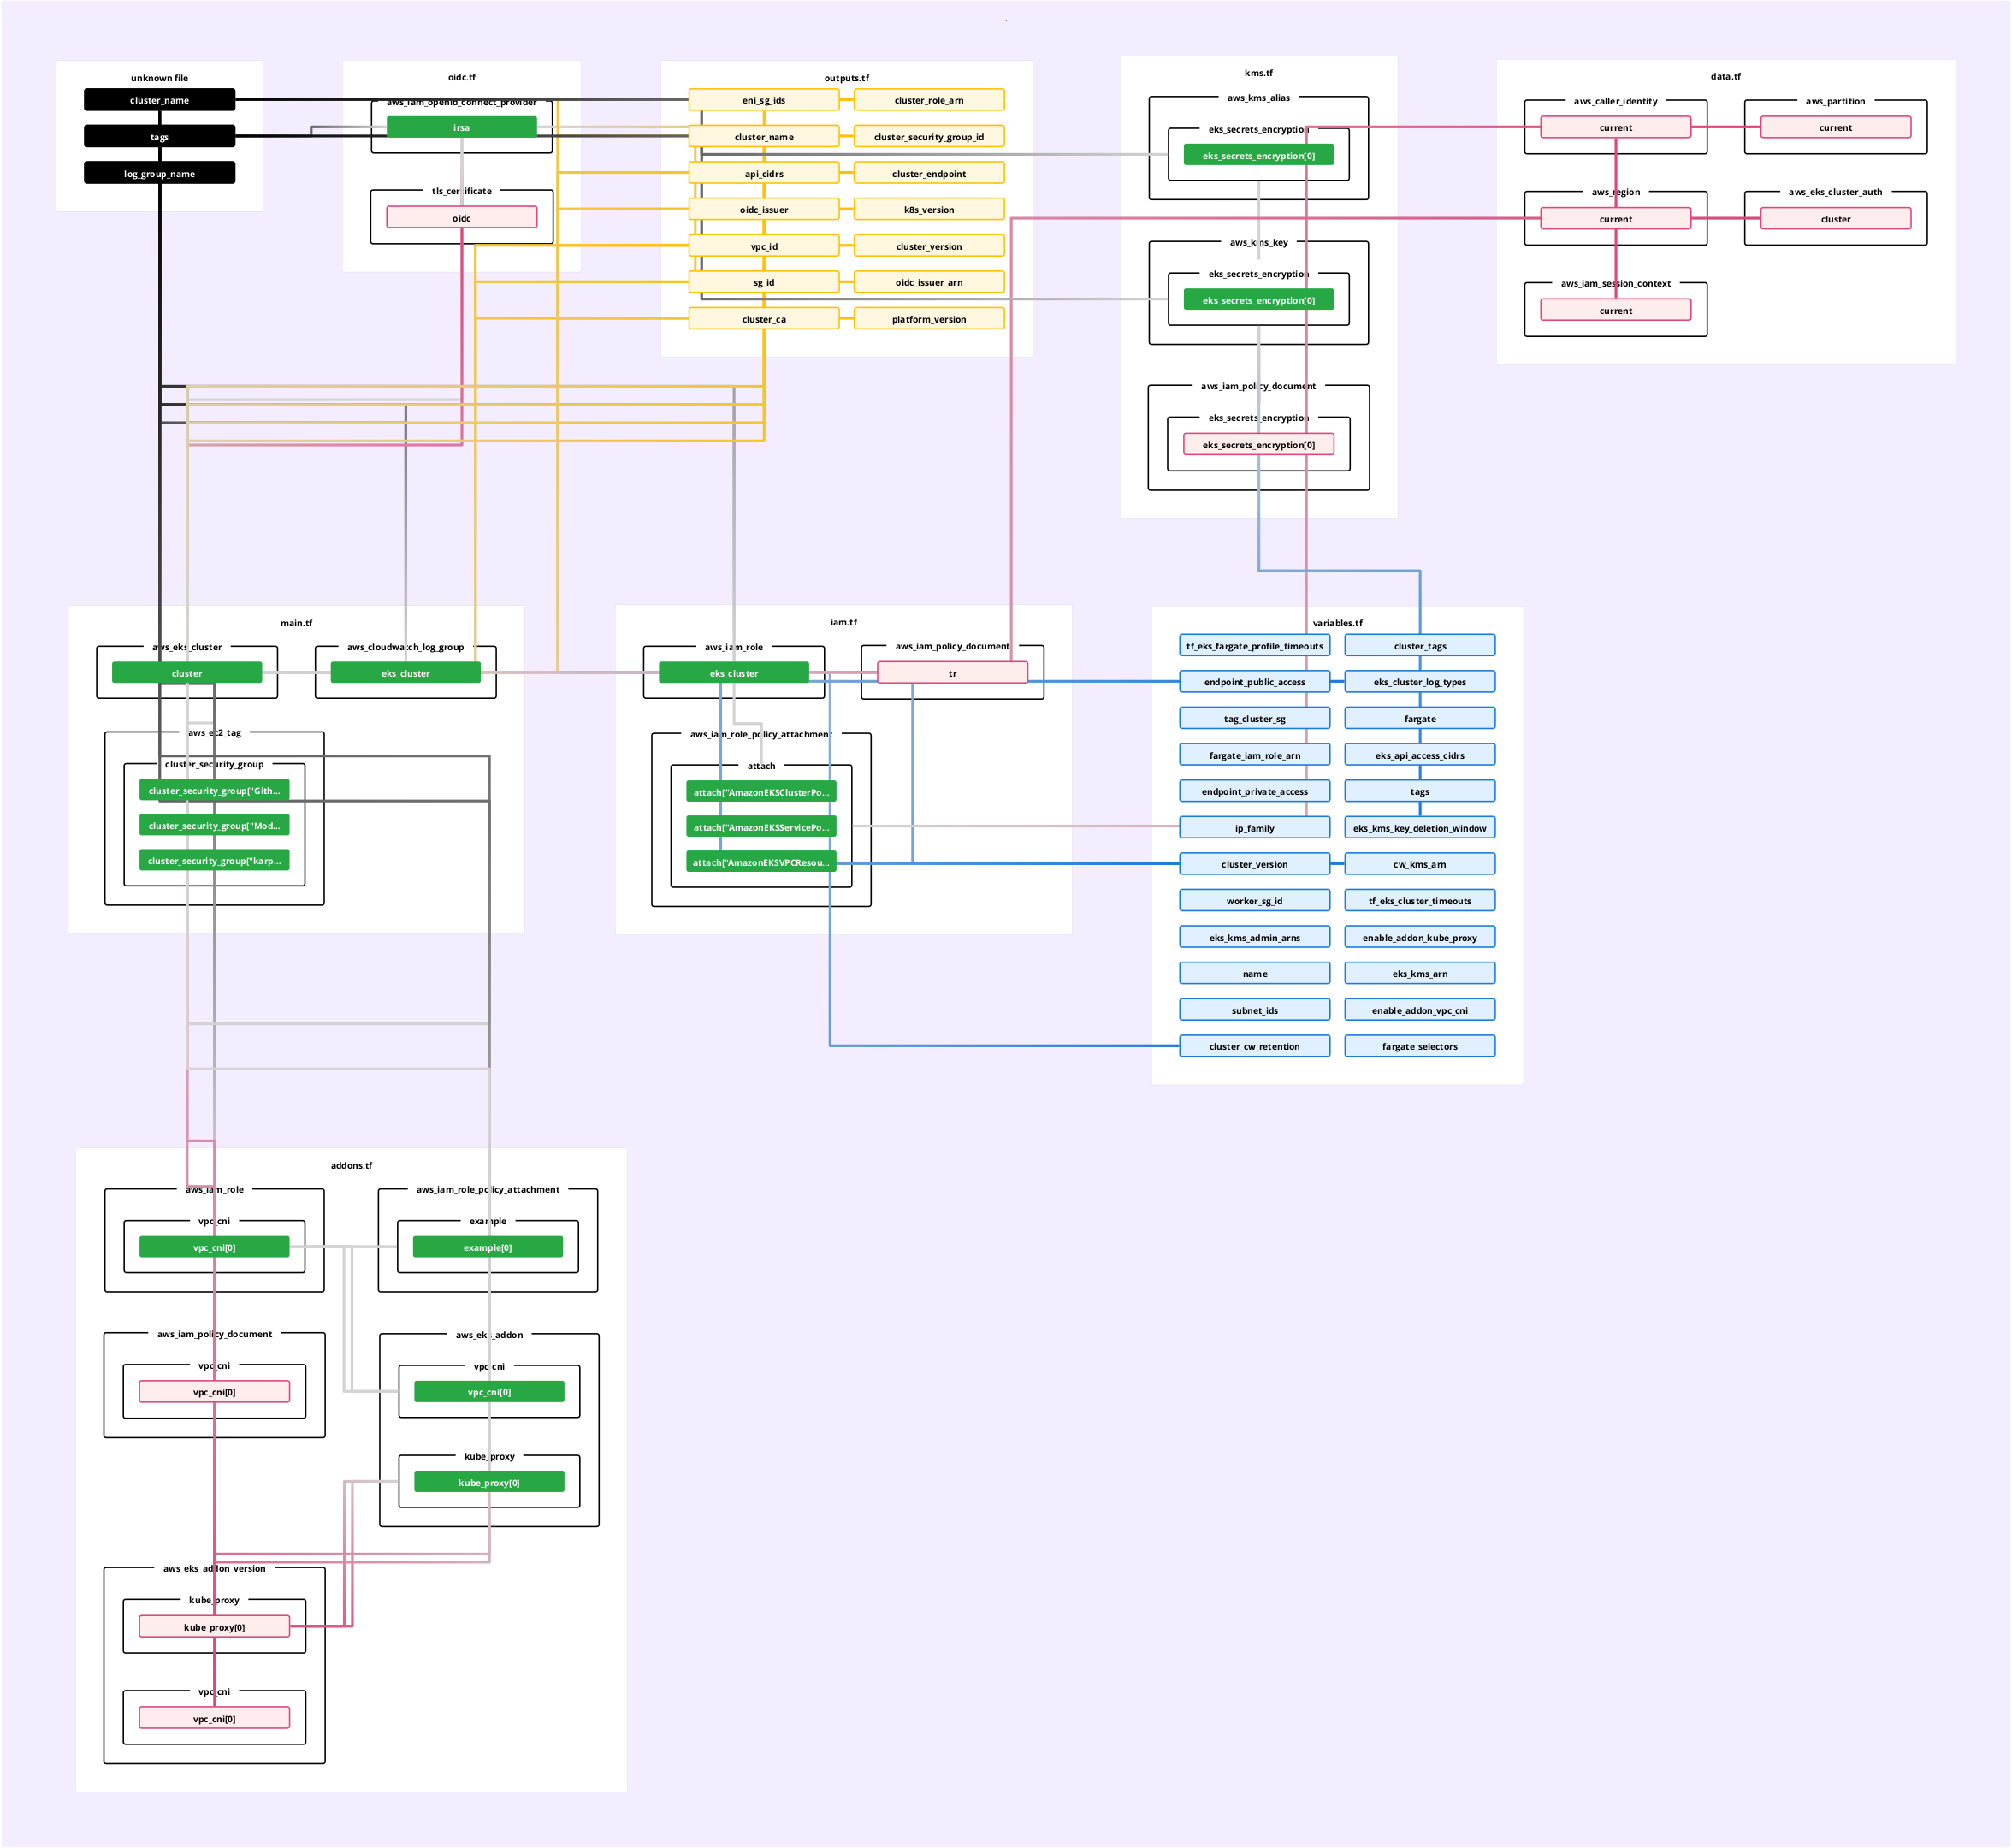 .
unknown file
cluster_name
tags
log_group_name
oidc.tf
aws_iam_openid_connect_provider
irsa
tls_certificate
oidc
outputs.tf
eni_sg_ids cluster_role_arn
cluster_name cluster_security_group_id
api_cidrs cluster_endpoint
oidc_issuer k8s_version
vpc_id cluster_version
sg_id oidc_issuer_arn
cluster_ca platform_version
kms.tf
aws_kms_alias
eks_secrets_encryption
eks_secrets_encryption[0]
aws_kms_key
eks_secrets_encryption
eks_secrets_encryption[0]
aws_iam_policy_document
eks_secrets_encryption
eks_secrets_encryption[0]
data.tf
aws_caller_identity aws_partition
current current
aws_region aws_eks_cluster_auth
current cluster
aws_iam_session_context
current
main.tf
aws_eks_cluster aws_cloudwatch_log_group
cluster eks_cluster
aws_ec2_tag
cluster_security_group
cluster_security_group["Gith...
cluster_security_group["Mod...
cluster_security_group["karp...
iam.tf
aws_iam_role aws_iam_policy_document
eks_cluster tr
aws_iam_role_policy_attachment
attach
attach["AmazonEKSClusterPo...
attach["AmazonEKSServicePo...
attach["AmazonEKSVPCResou...
variables.tf
tf_eks_fargate_profile_timeouts cluster_tags
endpoint_public_access eks_cluster_log_types
tag_cluster_sg fargate
fargate_iam_role_arn eks_api_access_cidrs
endpoint_private_access tags
ip_family eks_kms_key_deletion_window
cluster_version cw_kms_arn
worker_sg_id tf_eks_cluster_timeouts
eks_kms_admin_arns enable_addon_kube_proxy
name eks_kms_arn
subnet_ids enable_addon_vpc_cni
cluster_cw_retention fargate_selectors
addons.tf
aws_iam_role aws_iam_role_policy_attachment
vpc_cni example
vpc_cni[0] example[0]
aws_iam_policy_document aws_eks_addon
vpc_cni vpc_cni
vpc_cni[0] vpc_cni[0]
kube_proxy
kube_proxy[0]
aws_eks_addon_version
kube_proxy
kube_proxy[0]
vpc_cni
vpc_cni[0]